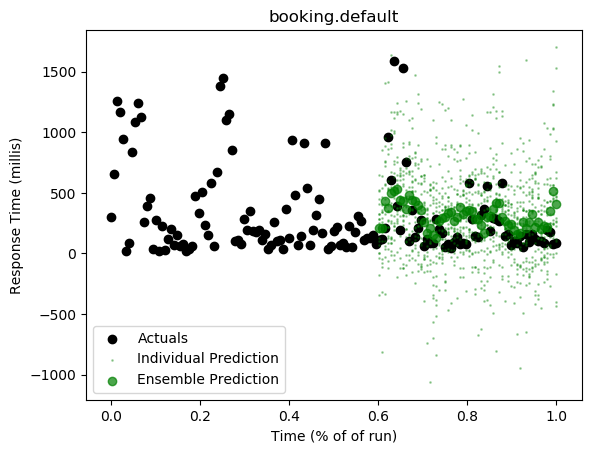 booking.default
Response Time (millis)
1500
1000
500
0
−500
−1000
Actuals
Individual Prediction
Ensemble Prediction
0.0 0.2 0.4 0.6 0.8 1.0
Time (% of of run)